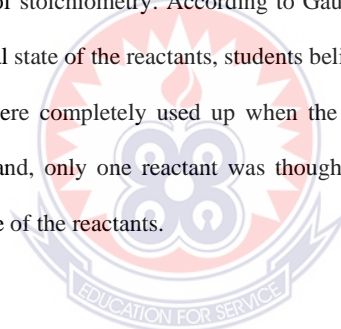 of stoichiometry. According to Gau
al state of the reactants, students beli
ere completely used up when the
and, only one reactant was though
e of the reactants.
EDUCATION FOR SERVICE